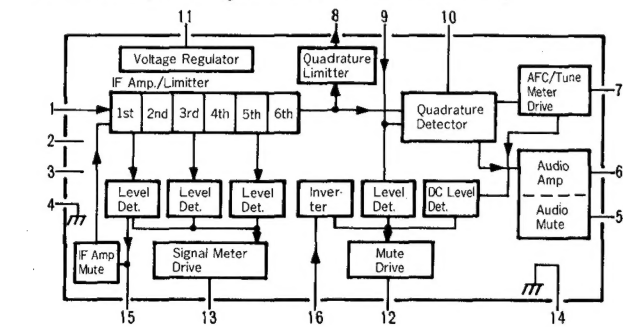 11
8
9
10
Voltage Regulator
Quadrature
Limitter
AFC/Tune
Meter
Drive
7
IF Amp./Limitter
1
1st 2nd 3rd 4th 5th 6th
Quadrature
Detector
2
3
4
Level
Det.
Level
Det.
Level
Det.
Inver-
ter
Level
Det.
DC Level
Det.
Audio
Amp
6
Audio
Mute
5
IF Amp
Mute
Signal Meter
Drive
Mute
Drive
15
13
16
12
14